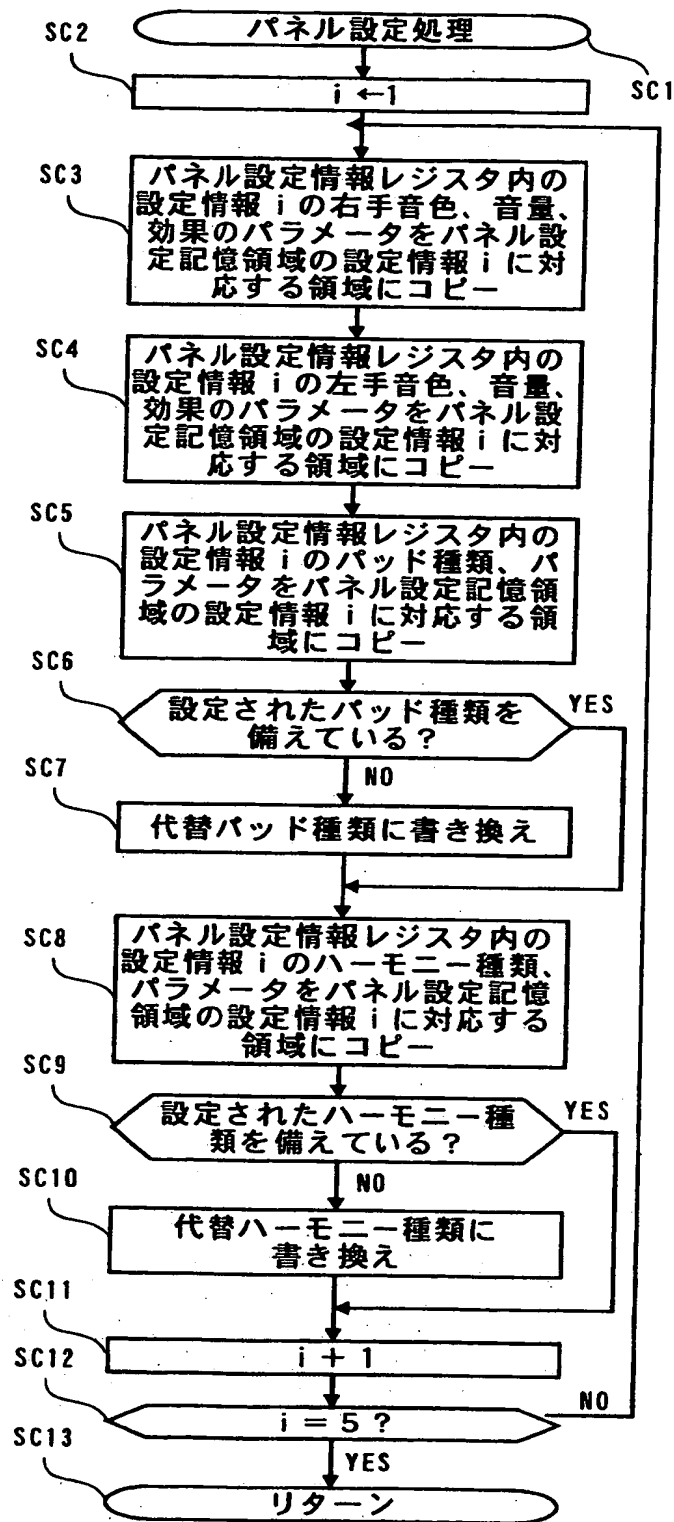 パネル設定処理
SC1
SC2
i ←1
SC3
パネル設定情報レジスタ内の
設定情報 i の右手音色、音量、
効果のパラメータをパネル設
定記憶領域の設定情報 i に対
応する領域にコピー
SC4
パネル設定情報レジスタ内の
設定情報 i の左手音色、音量、
効果のパラメータをパネル設
定記憶領域の設定情報 i に対
応する領域にコピー
SC5
パネル設定情報レジスタ内の
設定情報 i のパッド種類、パ
ラメータをパネル設定記憶領
域の設定情報 i に対応する領
域にコピー
SC6
設定されたパッド種類を
備えている?
YES
NO
SC7
代替パッド種類に書き換え
SC8
パネル設定情報レジスタ内の
設定情報 i のハーモニー種類、
パラメータをパネル設定記憶
領域の設定情報 i に対応する
領域にコピー
SC9
設定されたハーモニー種
類を備えている?
YES
NO
SC10
代替ハーモニー種類に
書き換え
SC11
i + 1
SC12
i = 5 ?
NO
YES
SC13
リターン